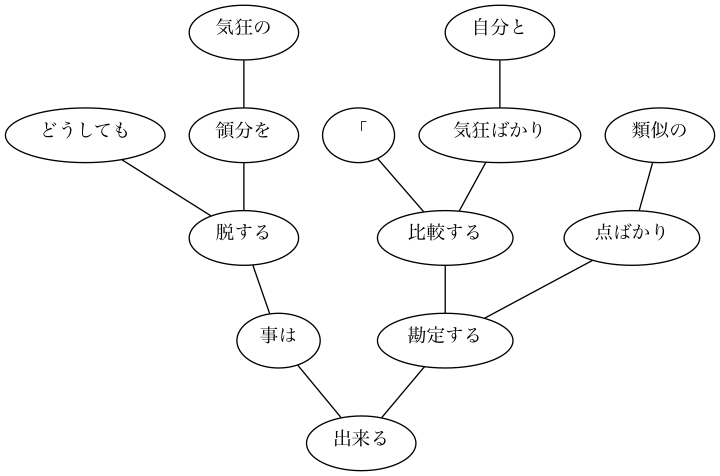 気狂の
自分と
どうしても
領分を
「
気狂ばかり
類似の
脱する
比較する
点ばかり
事は
勘定する
出来る